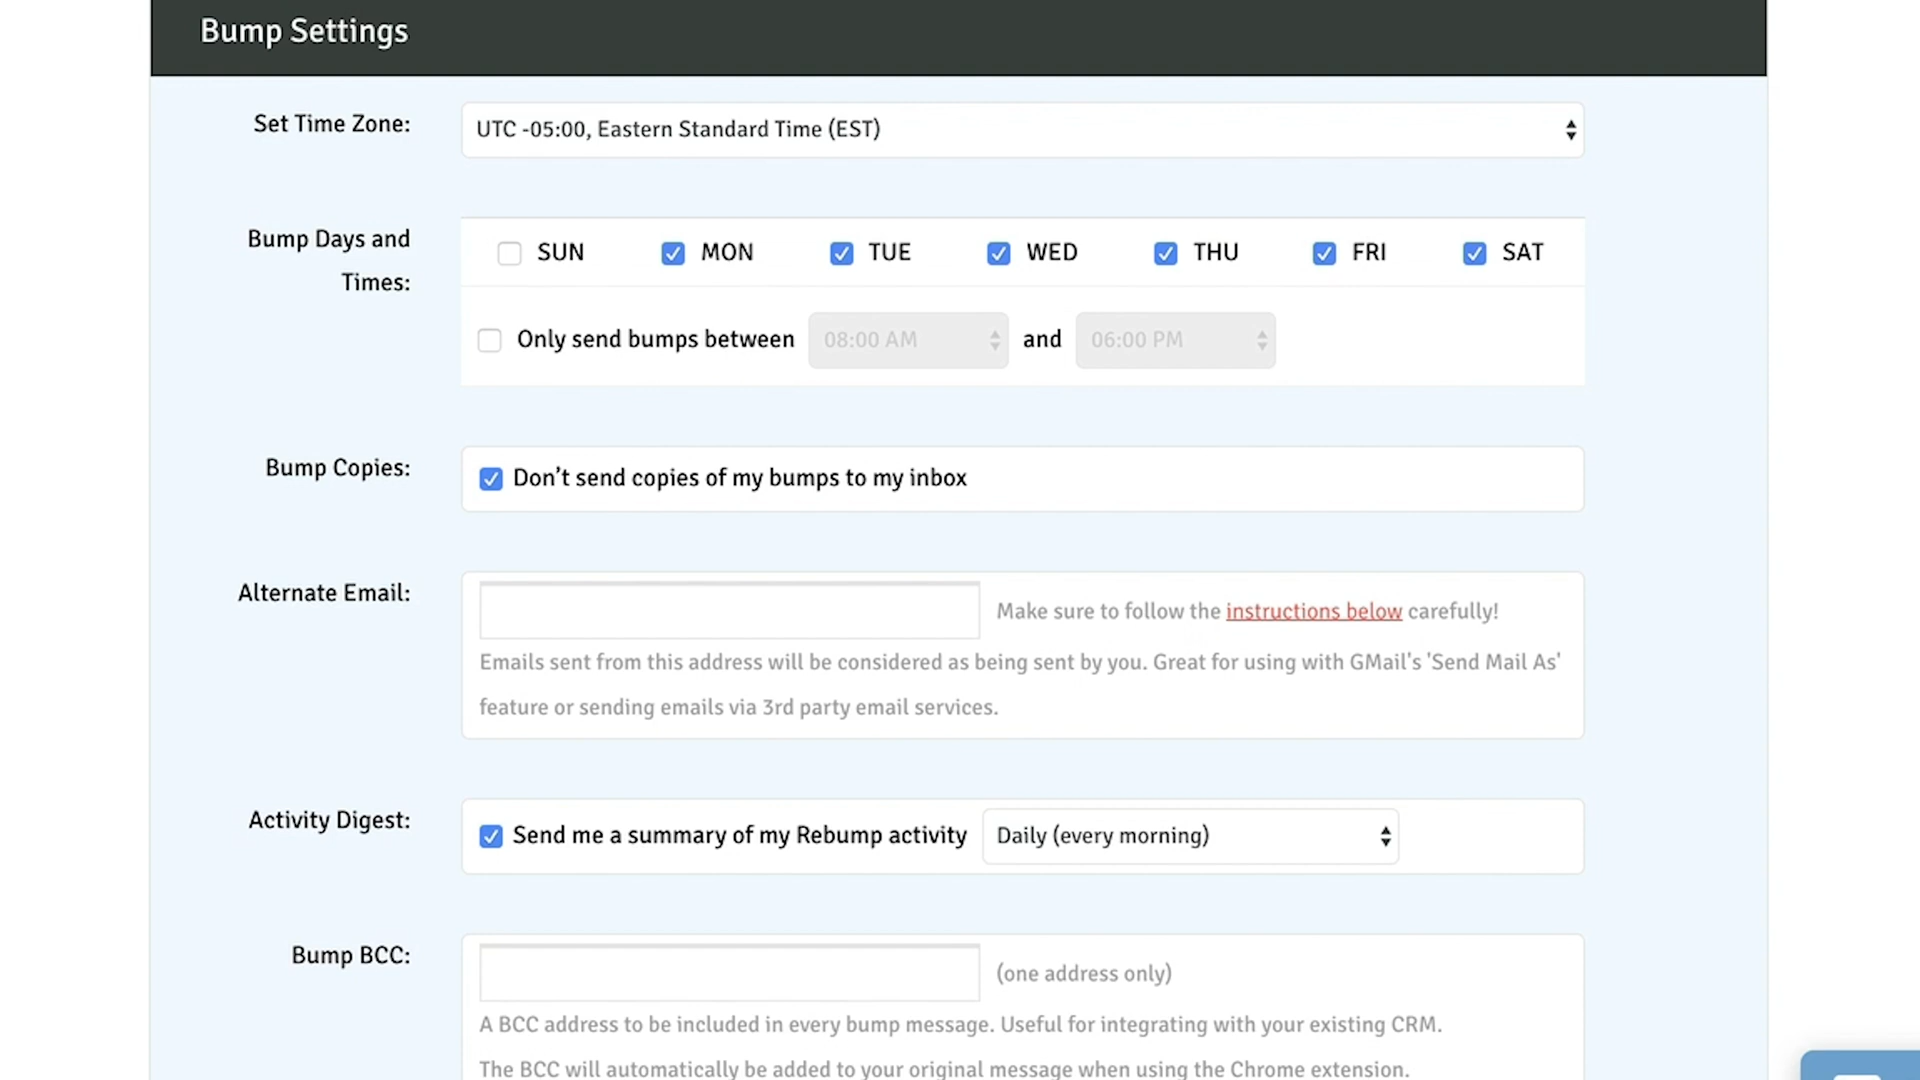 Bump Settings
Set Time Zone:
UTC -05:00, Eastern Standard Time (EST)
Bump Days and
Times:
SUN MON TUE WED THU FRI SAT
Only send bumps between 08:00 AM and 06:00 PM
Bump Copies:
Don’t send copies of my bumps to my inbox
Alternate Email:
Make sure to follow the instructions below carefully!
Emails sent from this address will be considered as being sent by you. Great for using with GMail's 'Send Mail As'
feature or sending emails via 3rd party email services.
Activity Digest:
Send me a summary of my Rebump activity Daily (every morning)
Bump BCC:
(one address only)
A BCC address to be included in every bump message. Useful for integrating with your existing CRM.
The BCC will automatically be added to your original message when using the Chrome extension.